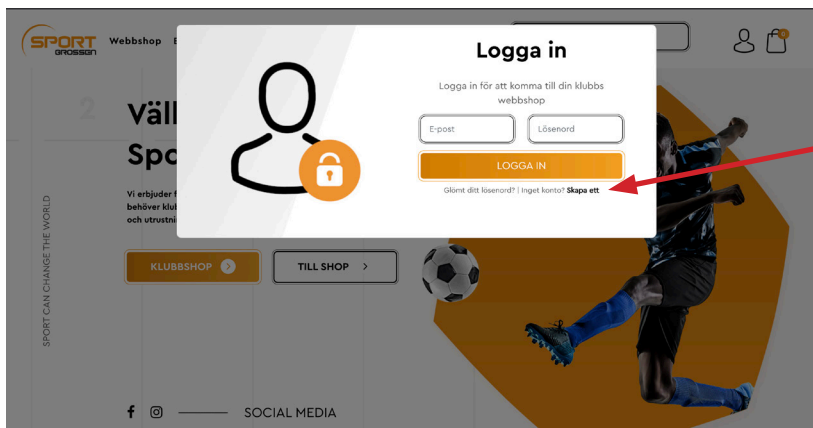 SPORT
GROSSEN
Webbshop
0
2
Väll
Spo
Vi erbjuder f
behöver klu
och utrustni
SPORT CAN CHANGE THE WORLD
KLUBBSHOP
TILL SHOP
SOCIAL MEDIA
Logga in
Logga in för att komma till din klubbs
webbshop
E-post
Lösenord
LOGGA IN
Glömt ditt lösenord? | Inget konto? Skapa ett